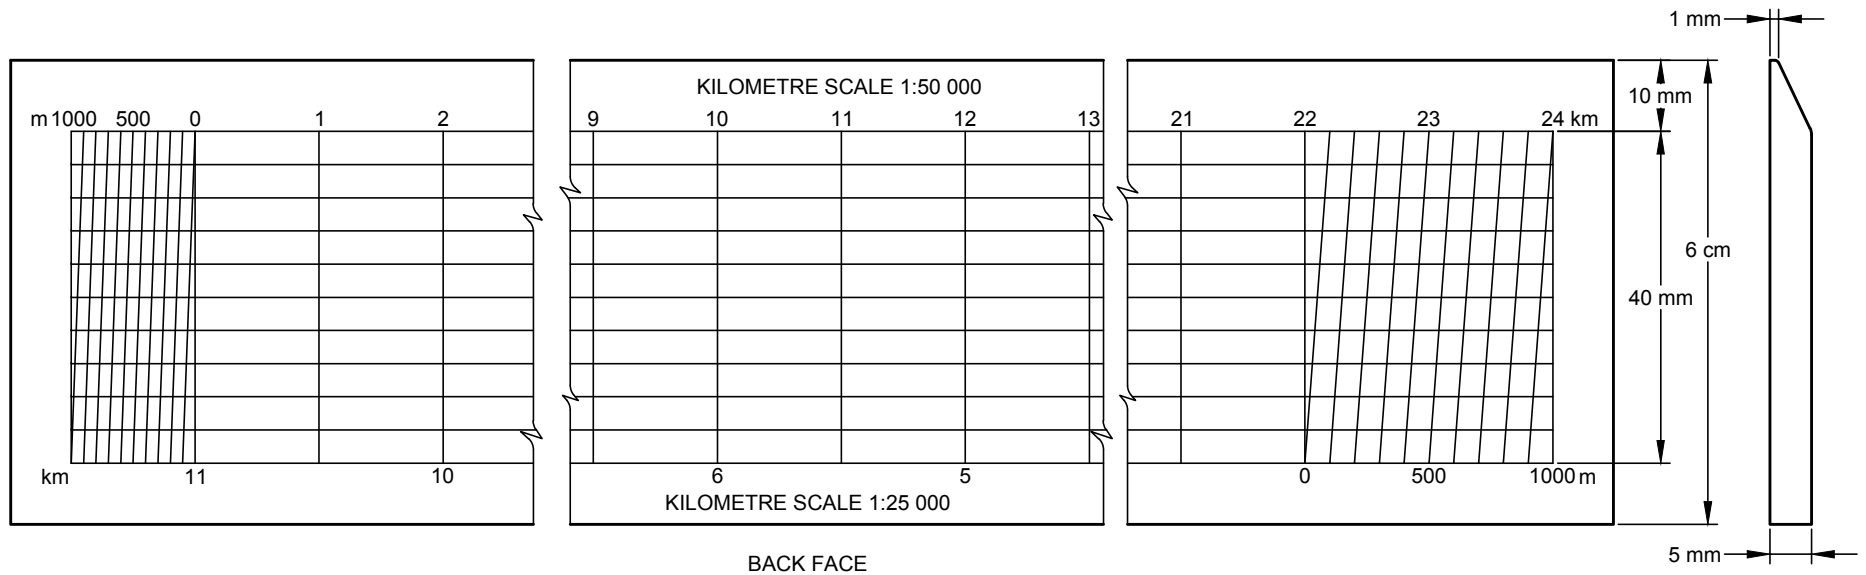 1 mm
KILOMETRE SCALE 1:50 000
10 mm
m 1000 500 0 1 2 9 10 11 12 13 21 22 23 24 km
6 cm
40 mm
km 11 10 6 5 0 500 1000 m
KILOMETRE SCALE 1:25 000
5 mm
BACK FACE